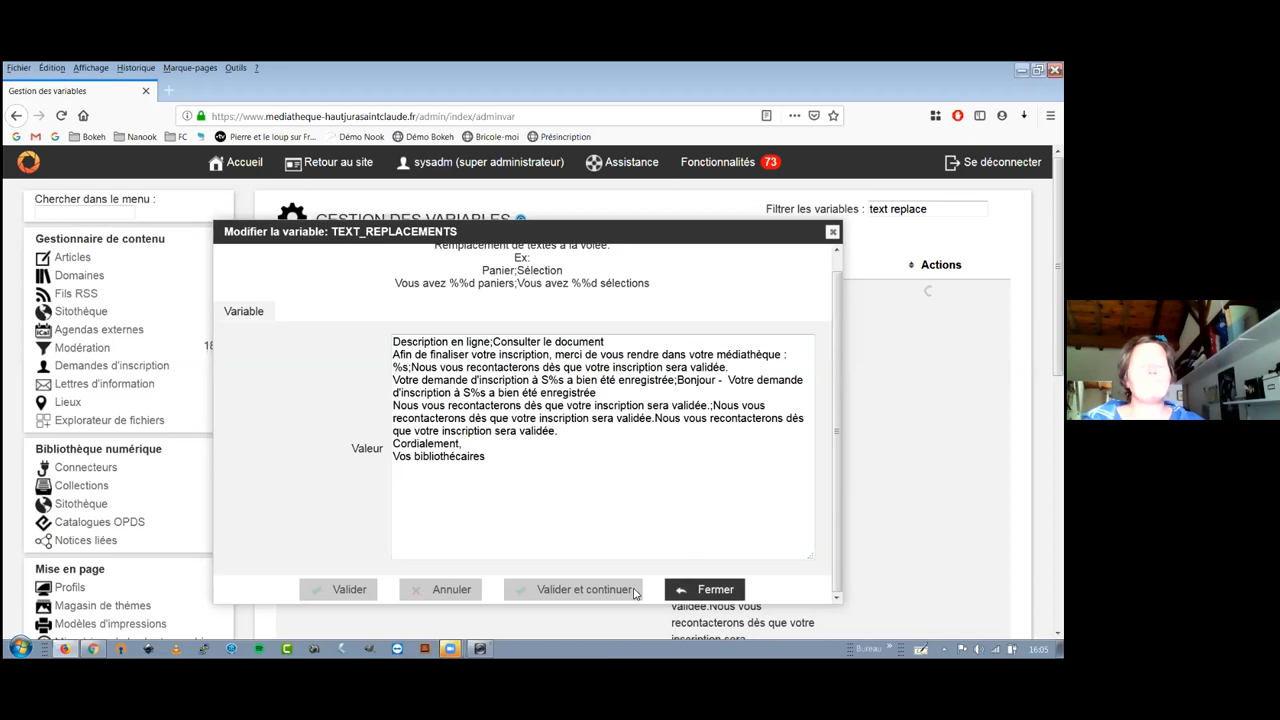 Fichier Édition Affichage Historique Marque-pages Outils ?
Gestion des variables
https://www.mediatheque-hautjurasaintclaude.fr/admin/index/adminvar
Bokeh Nanook FC Pierre et le loup sur Fr... Démo Nook Démo Bokeh Bricole-moi Présincription
Accueil Retour au site sysadm (super administrateur) Assistance Fonctionnalités 73 Se déconnecter
Chercher dans le menu :
GESTION DES VARIABLES
Filtrer les variables : text replace
Actions
Gestionnaire de contenu
Articles
Domaines
Fils RSS
Sitothèque
Agendas externes
Modération
Demandes d'inscription
Lettres d'information
Lieux
Explorateur de fichiers
Bibliothèque numérique
Connecteurs
Collections
Sitothèque
Catalogues OPDS
Notices liées
Mise en page
Profils
Magasin de thèmes
Modèles d'impressions
Modifier la variable: TEXT_REPLACEMENTS
Remplacement de textes à la volée.
Ex:
Panier;Sélection
Vous avez %%d paniers;Vous avez %%d sélections
Variable
Valeur
Description en ligne;Consulter le document
Afin de finaliser votre inscription, merci de vous rendre dans votre médiathèque :
%s;Nous vous recontacterons dès que votre inscription sera validée.
Votre demande d'inscription à S%s a bien été enregistrée;Bonjour - Votre demande
d'inscription à S%s a bien été enregistrée
Nous vous recontacterons dès que votre inscription sera validée.;Nous vous
recontacterons dès que votre inscription sera validée.Nous vous recontacterons dès
que votre inscription sera validée.
Cordialement,
Vos bibliothécaires
Valider Annuler Valider et continuer Fermer
validée.Nous vous
recontacterons dès que votre
inscription sera
Bureau » 16:05